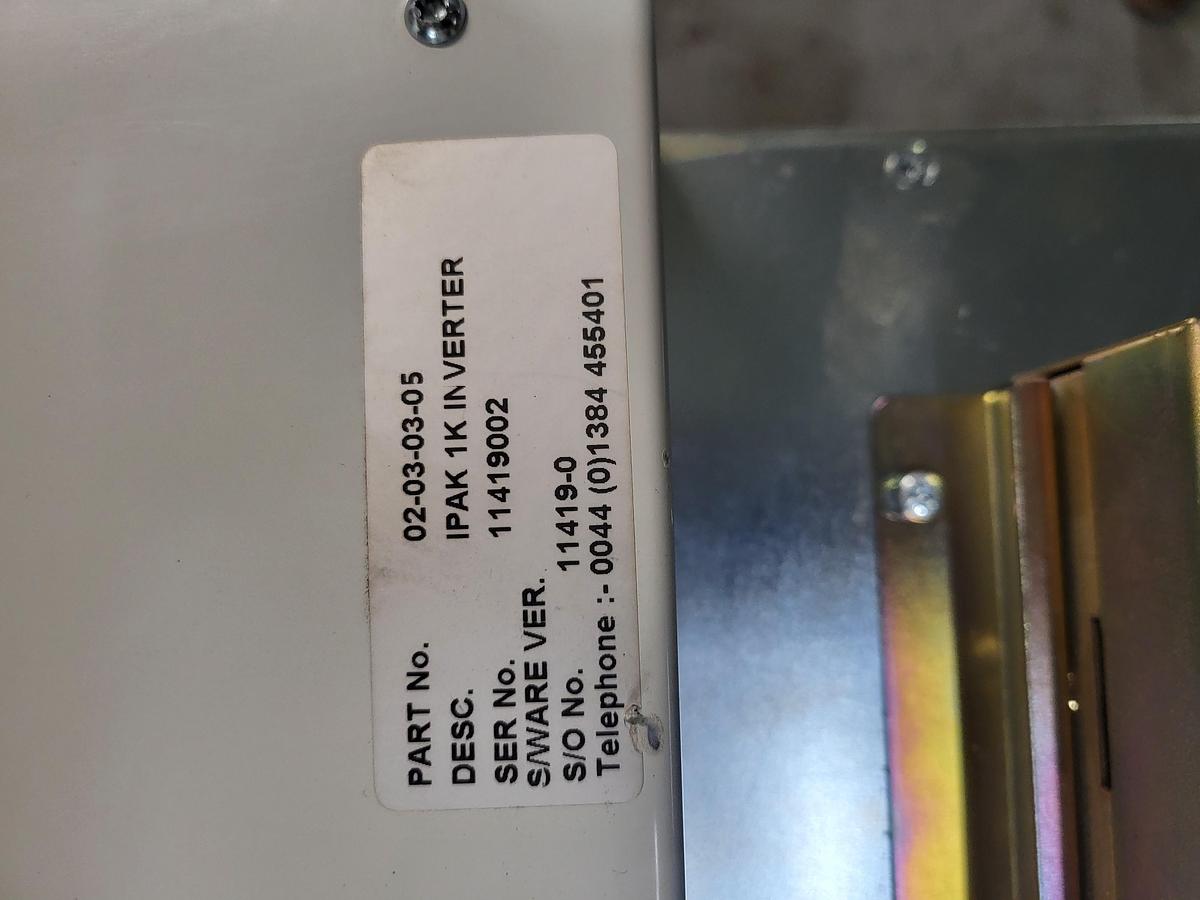 PART No. 02-03-03-05
DESC. IPAK 1K INVERTER
SER No. 11419002
S/WARE VER.
S/O No. 11419-0
Telephone :- 0044 (0)1384 455401